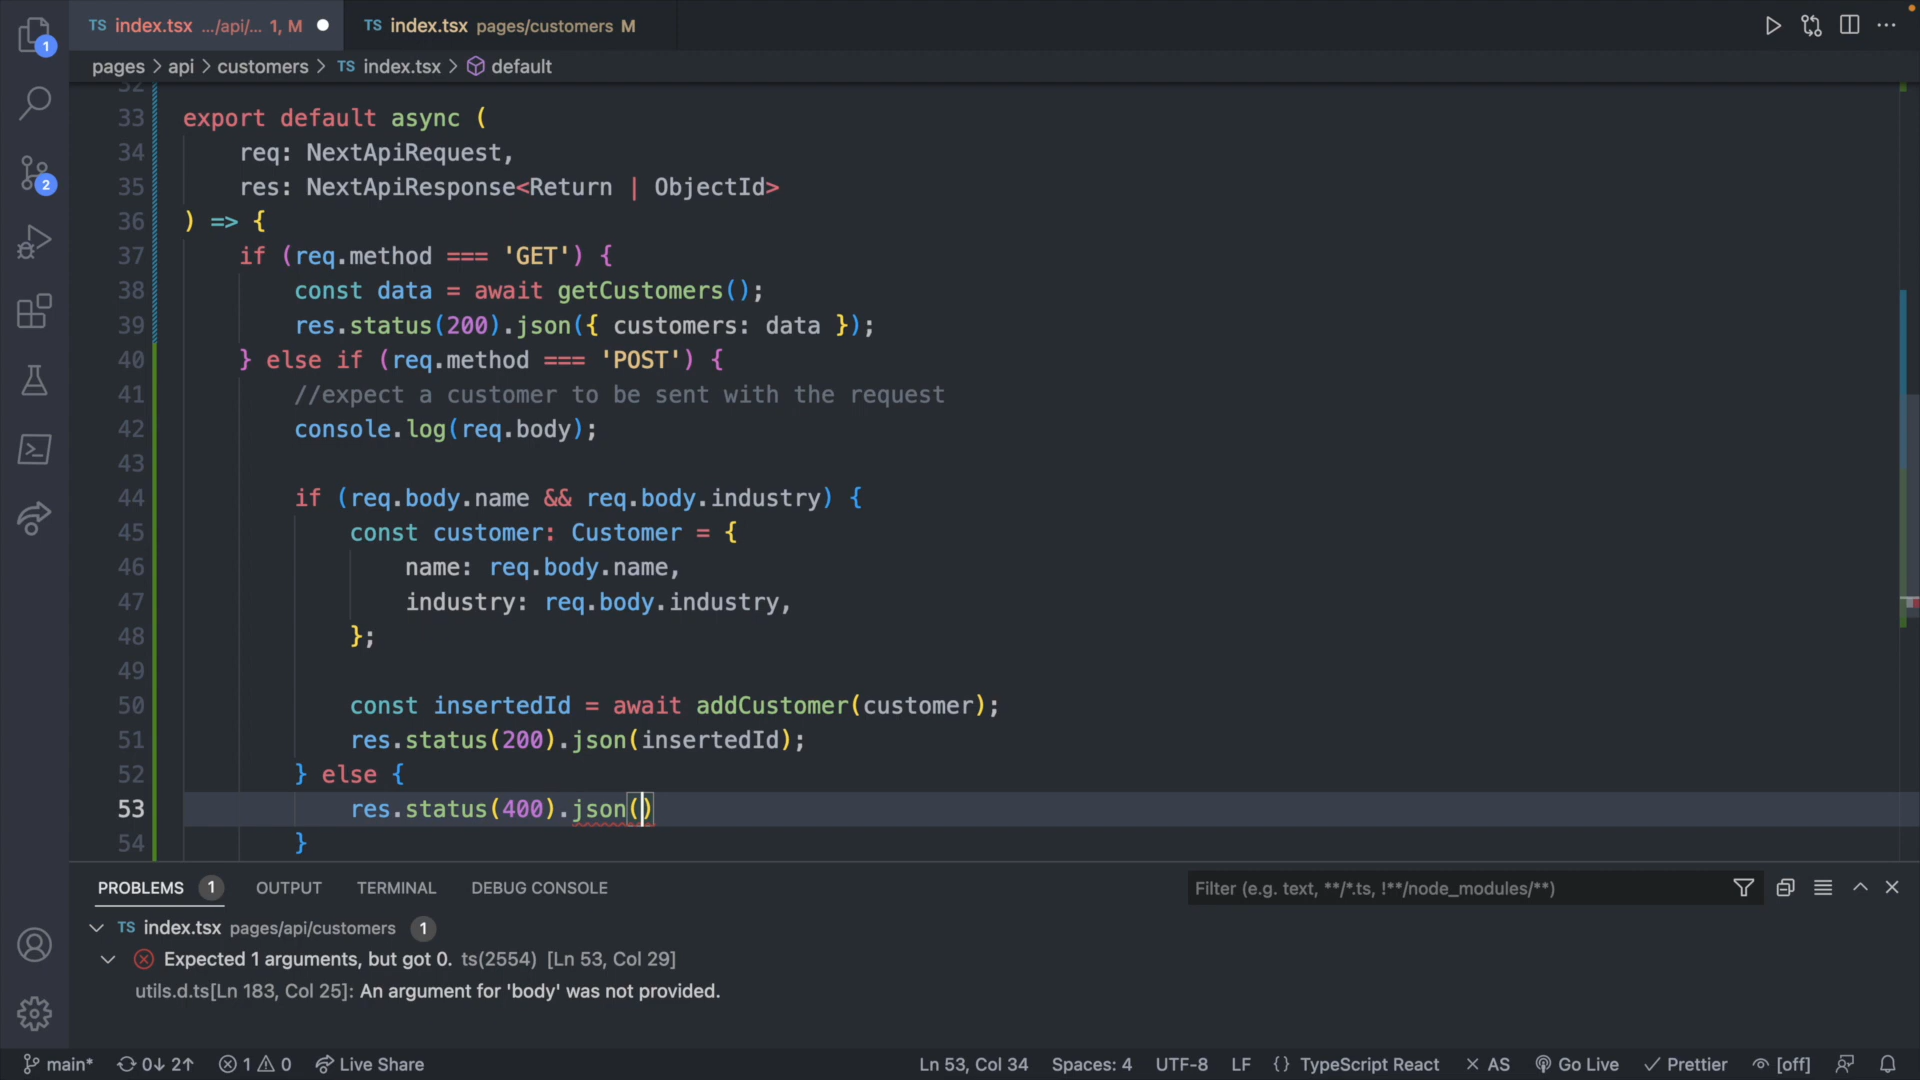 1
TS index.tsx .../api/... 1, M
TS index.tsx pages/customers M
pages > api > customers > TS index.tsx > default
32
33 export default async (
34 req: NextApiRequest,
35 res: NextApiResponse<Return | ObjectId>
36 ) => {
37 if (req.method === 'GET') {
38 const data = await getCustomers();
39 res.status(200).json({ customers: data });
40 } else if (req.method === 'POST') {
41 //expect a customer to be sent with the request
42 console.log(req.body);
43
44 if (req.body.name && req.body.industry) {
45 const customer: Customer = {
46 name: req.body.name,
47 industry: req.body.industry,
48 };
49
50 const insertedId = await addCustomer(customer);
51 res.status(200).json(insertedId);
52 } else {
53 res.status(400).json()
54 }
2
PROBLEMS 1 OUTPUT TERMINAL DEBUG CONSOLE Filter (e.g. text, **/*.ts, !**/node_modules/**)
TS index.tsx pages/api/customers 1
Expected 1 arguments, but got 0. ts(2554) [Ln 53, Col 29]
utils.d.ts[Ln 183, Col 25]: An argument for 'body' was not provided.
main* 0↓ 2↑ 1 0 Live Share Ln 53, Col 34 Spaces: 4 UTF-8 LF {} TypeScript React × AS Go Live ✓ Prettier [off]